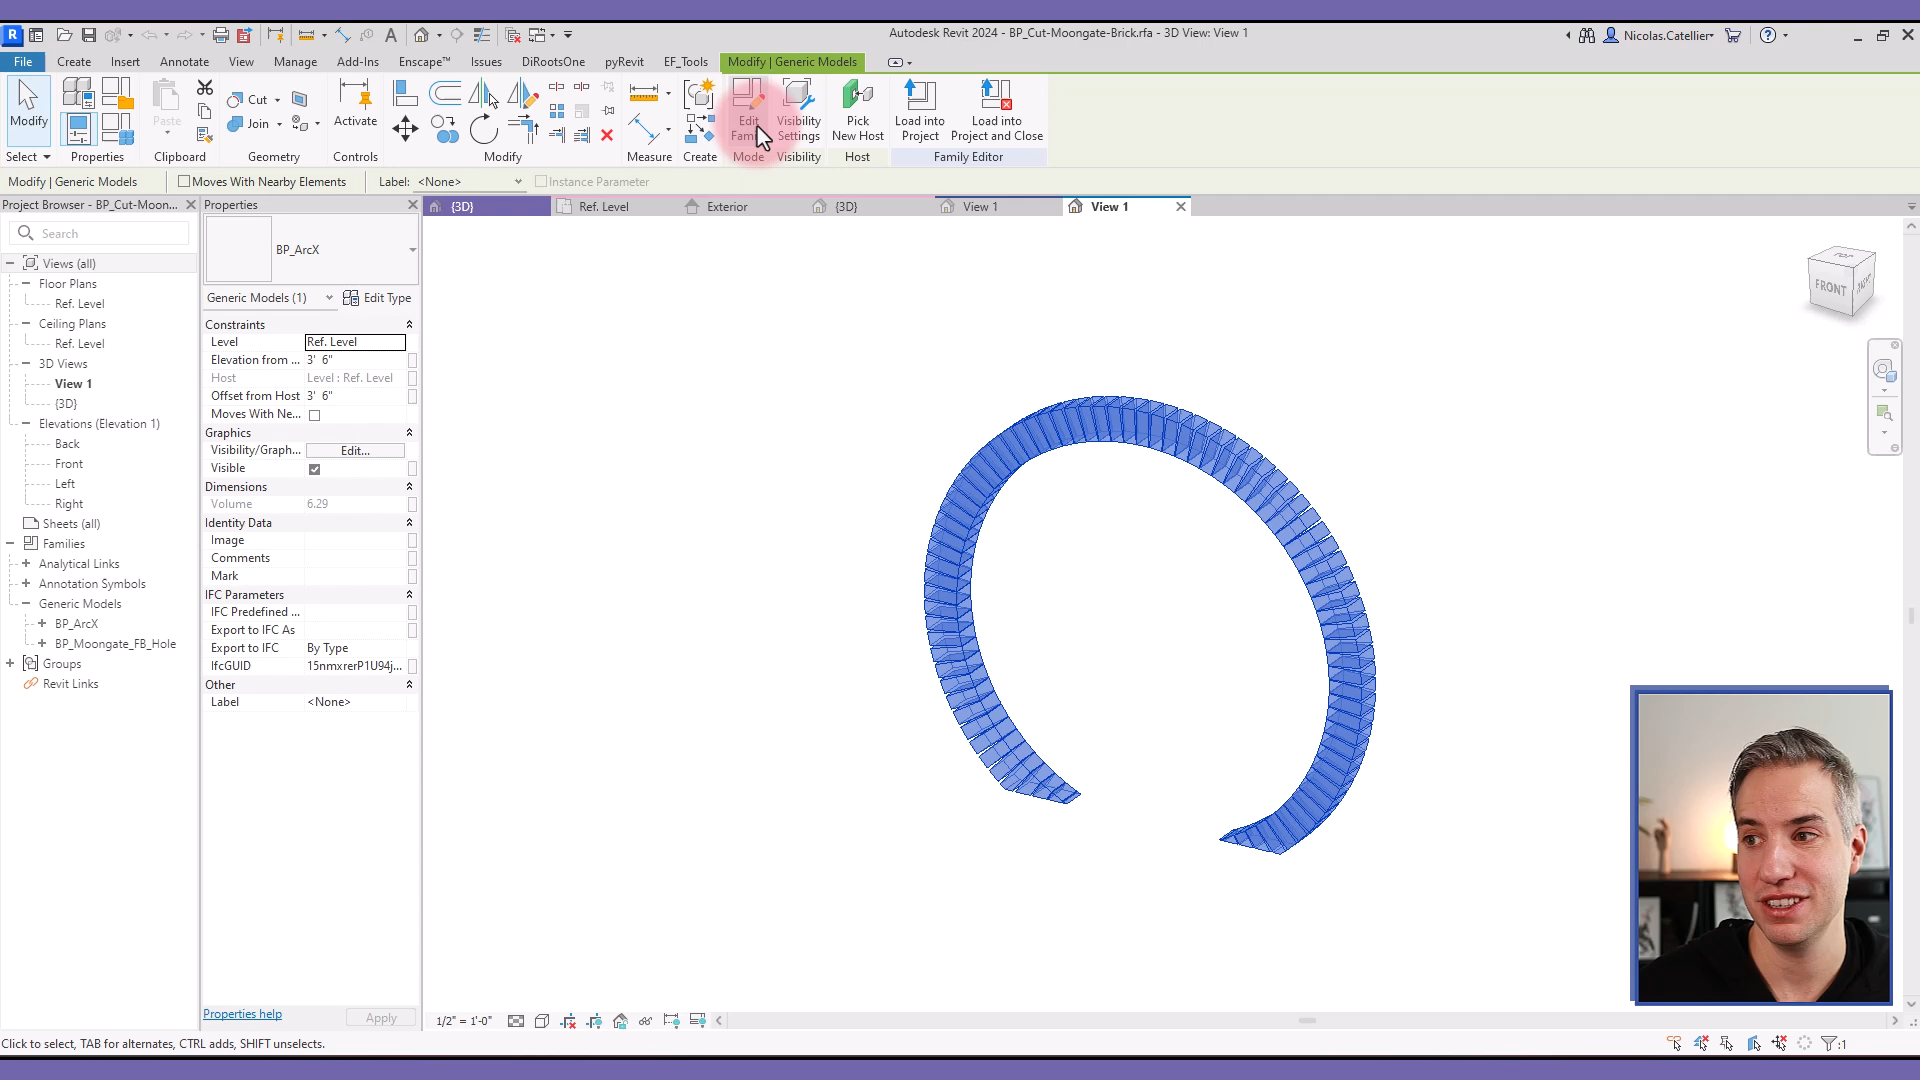 Autodesk Revit 2024 - BP_Cut-Moongate-Brick.rfa - 3D View: View 1
Nicolas.Catellier
File Create Insert Annotate View Manage Add-Ins Enscape™ Issues DiRootsOne pyRevit EF_Tools Modify | Generic Models
Modify
Paste
Cut
Join
Activate
Edit
Visibility Settings
Pick New Host
Load into Project
Load into Project and Close
Select Properties Clipboard Geometry Controls Modify Measure Create Mode Visibility Host Family Editor
Modify | Generic Models Moves With Nearby Elements Label: <None> Instance Parameter
Project Browser - BP_Cut-Moon...
Search
Views (all)
Floor Plans
Ref. Level
Ceiling Plans
Ref. Level
3D Views
View 1
{3D}
Elevations (Elevation 1)
Back
Front
Left
Right
Sheets (all)
Families
Analytical Links
Annotation Symbols
Generic Models
BP_ArcX
BP_Moongate_FB_Hole
Groups
Revit Links
Properties
BP_ArcX
Generic Models (1) Edit Type
Constraints
Level Ref. Level
Elevation from ... 3' 6"
Host Level : Ref. Level
Offset from Host 3' 6"
Moves With Ne...
Graphics
Visibility/Graph... Edit...
Visible
Dimensions
Volume 6.29
Identity Data
Image
Comments
Mark
IFC Parameters
IFC Predefined ...
Export to IFC As
Export to IFC By Type
IfcGUID 15nmxrerP1U94j...
Other
Label <None>
Properties help Apply
{3D} Ref. Level Exterior {3D} View 1 View 1
TOP
FRONT
1/2" = 1'-0"
Click to select, TAB for alternates, CTRL adds, SHIFT unselects.
:1